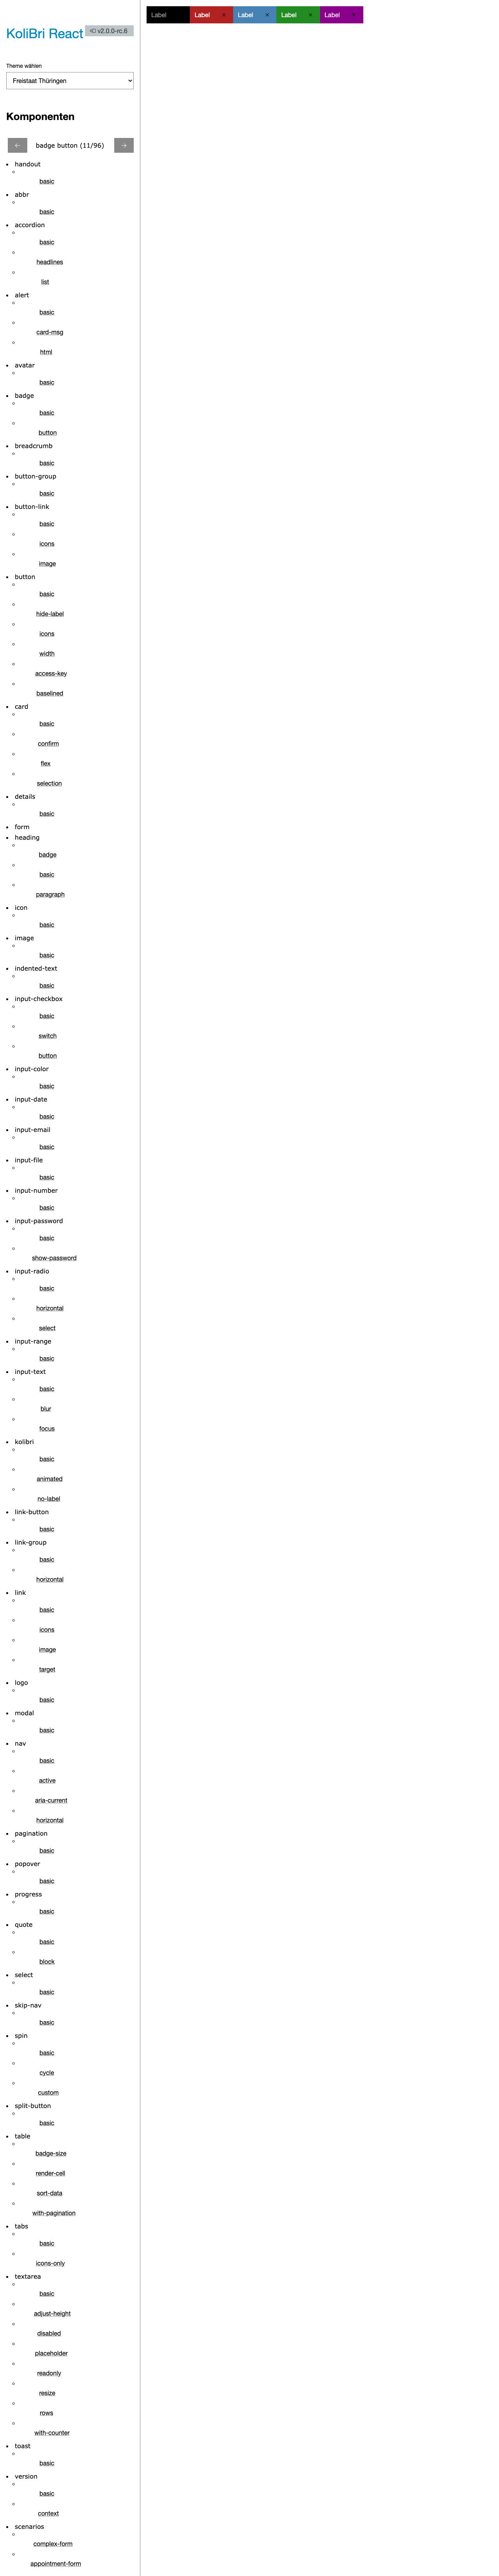 KoliBri React
v2.0.0-rc.6
Theme wählen
Freistaat Thüringen
Komponenten
← badge button (11/96) →
handout
basic
abbr
basic
accordion
basic
headlines
list
alert
basic
card-msg
html
avatar
basic
badge
basic
button
breadcrumb
basic
button-group
basic
button-link
basic
icons
image
button
basic
hide-label
icons
width
access-key
baselined
card
basic
confirm
flex
selection
details
basic
form
heading
badge
basic
paragraph
icon
basic
image
basic
indented-text
basic
input-checkbox
basic
switch
button
input-color
basic
input-date
basic
input-email
basic
input-file
basic
input-number
basic
input-password
basic
show-password
input-radio
basic
horizontal
select
input-range
basic
input-text
basic
blur
focus
kolibri
basic
animated
no-label
link-button
basic
link-group
basic
horizontal
link
basic
icons
image
target
logo
basic
modal
basic
nav
basic
active
aria-current
horizontal
pagination
basic
popover
basic
progress
basic
quote
basic
block
select
basic
skip-nav
basic
spin
basic
cycle
custom
split-button
basic
table
badge-size
render-cell
sort-data
with-pagination
tabs
basic
icons-only
textarea
basic
adjust-height
disabled
placeholder
readonly
resize
rows
with-counter
toast
basic
version
basic
context
scenarios
complex-form
appointment-form
Label Label Label Label Label